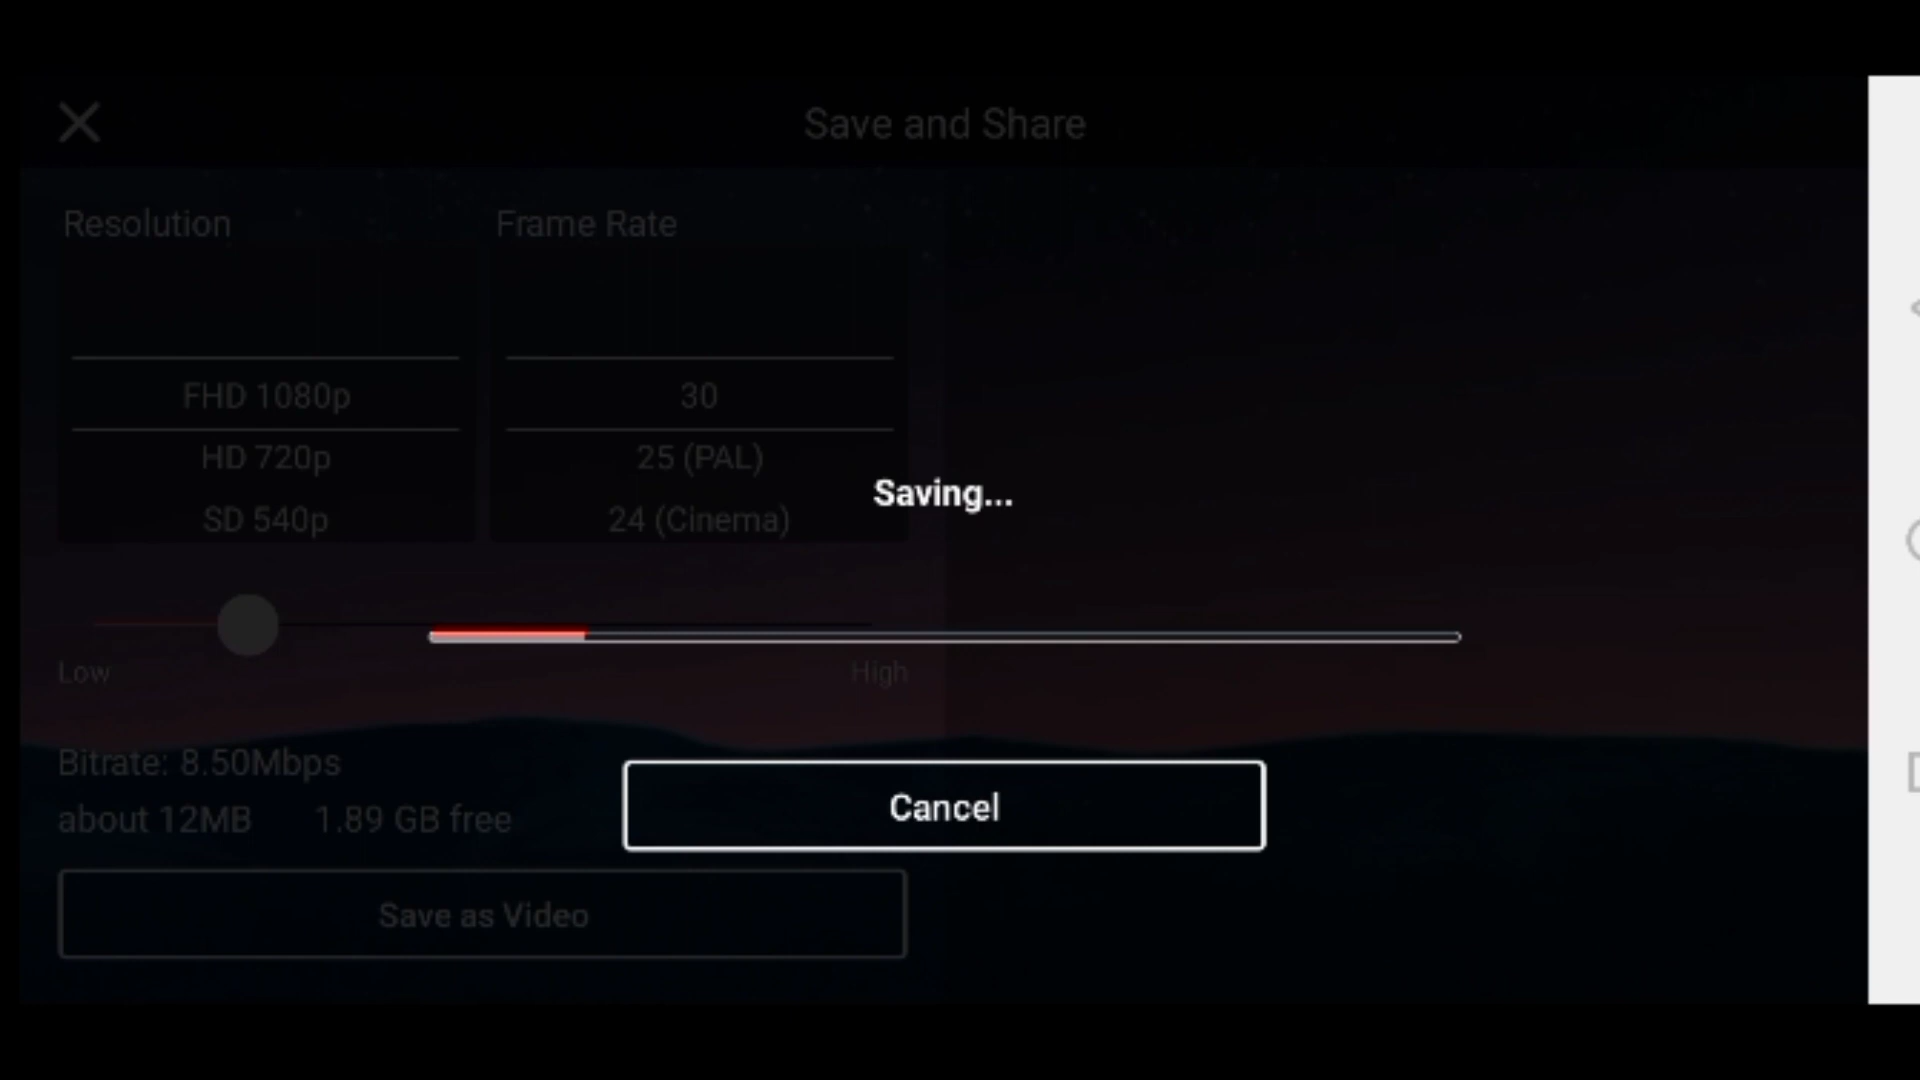 Save and Share
Resolution
Frame Rate
FHD 1080p
30
HD 720p
25 (PAL)
SD 540p
24 (Cinema)
Saving...
Low
High
Bitrate: 8.50Mbps
about 12MB
1.89 GB free
Cancel
Save as Video